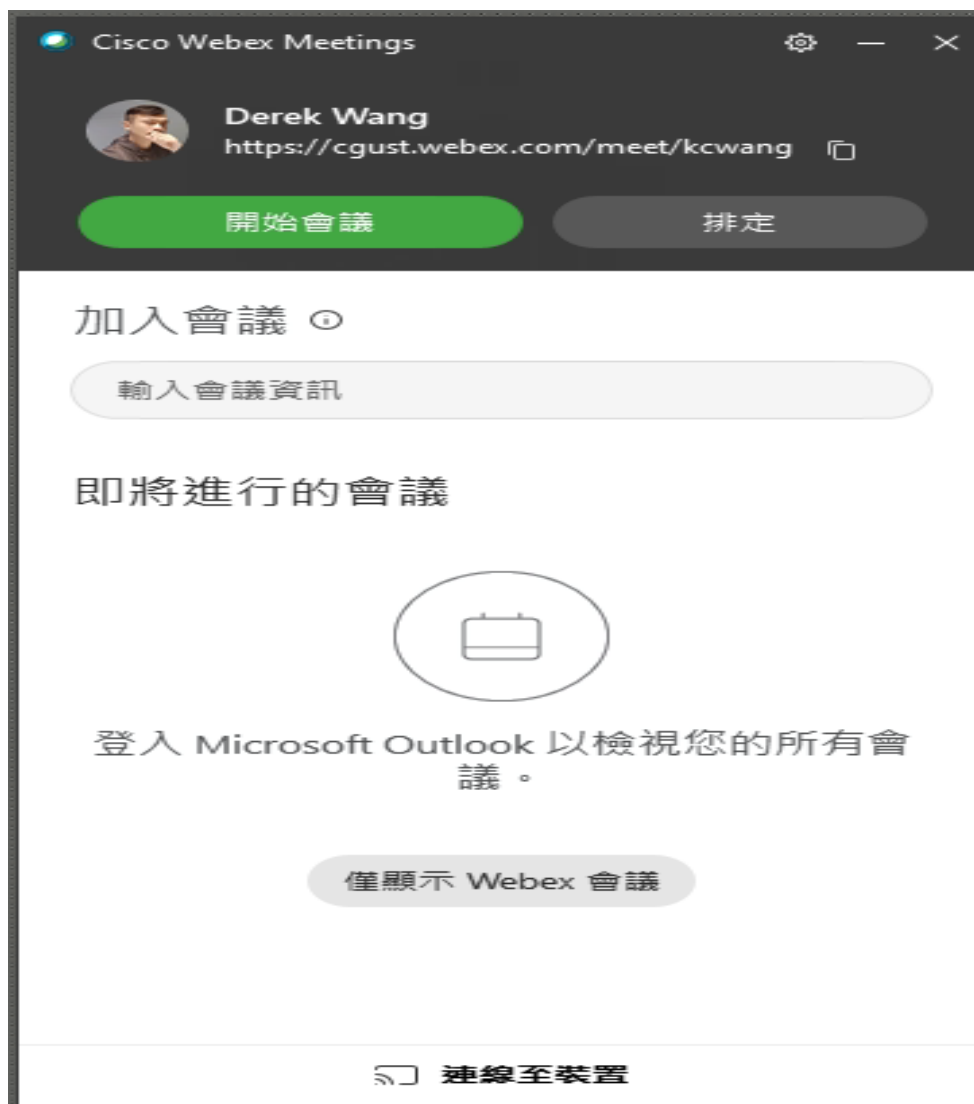 Cisco Webex Meetings
Derek Wang
https://cgust.webex.com/meet/kcwang
開始會議
排定
加入會議
輸入會議資訊
即將進行的會議
登入 Microsoft Outlook 以檢視您的所有會
議。
僅顯示 Webex 會議
連線至裝置